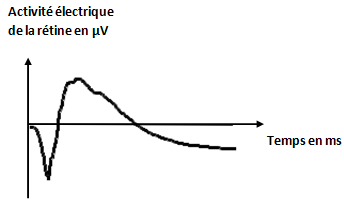 Activité électrique
de la rétine en µV
Temps en ms